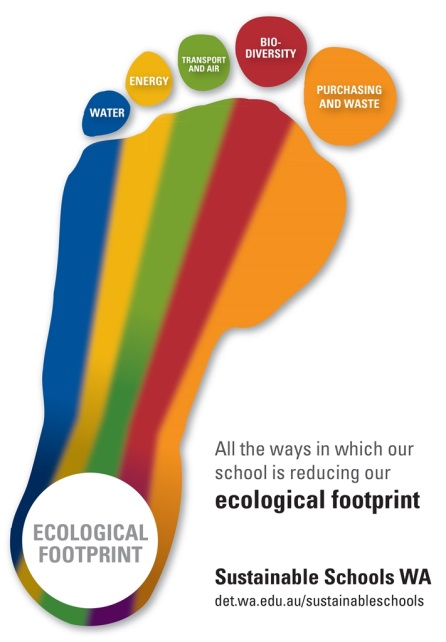 WATER
ENERGY
TRANSPORT
AND AIR
BIO-
DIVERSITY
PURCHASING
AND WASTE
All the ways in which our
school is reducing our
ecological footprint
ECOLOGICAL
FOOTPRINT
Sustainable Schools WA
det.wa.edu.au/sustainableschools